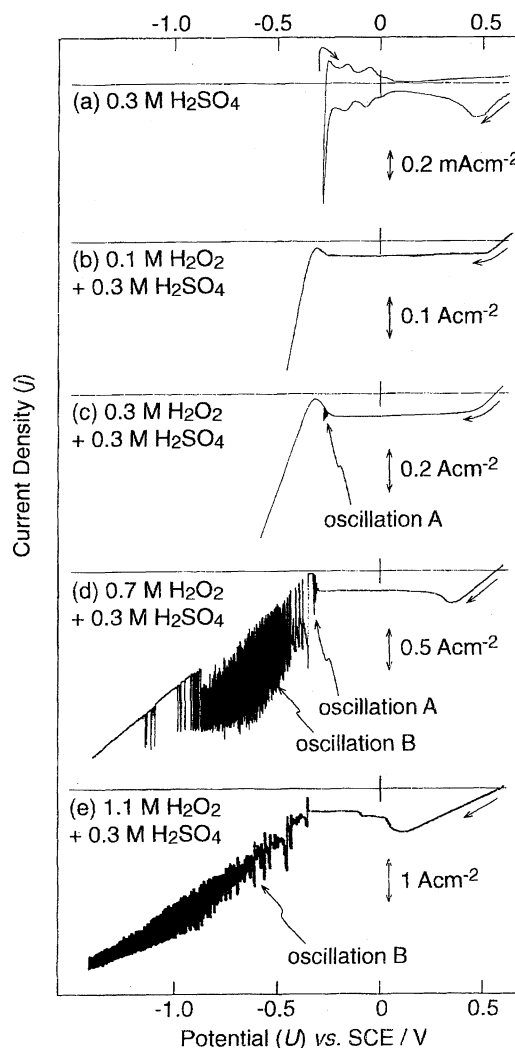 -1.0 -0.5 0 0.5
(a) 0.3 M H₂SO₄
0.2 mAcm⁻²
(b) 0.1 M H₂O₂
+ 0.3 M H₂SO₄
0.1 Acm⁻²
(c) 0.3 M H₂O₂
+ 0.3 M H₂SO₄
0.2 Acm⁻²
oscillation A
(d) 0.7 M H₂O₂
+ 0.3 M H₂SO₄
0.5 Acm⁻²
oscillation A
oscillation B
(e) 1.1 M H₂O₂
+ 0.3 M H₂SO₄
1 Acm⁻²
oscillation B
-1.0 -0.5 0 0.5
Potential (U) vs. SCE / V
Current Density (j)